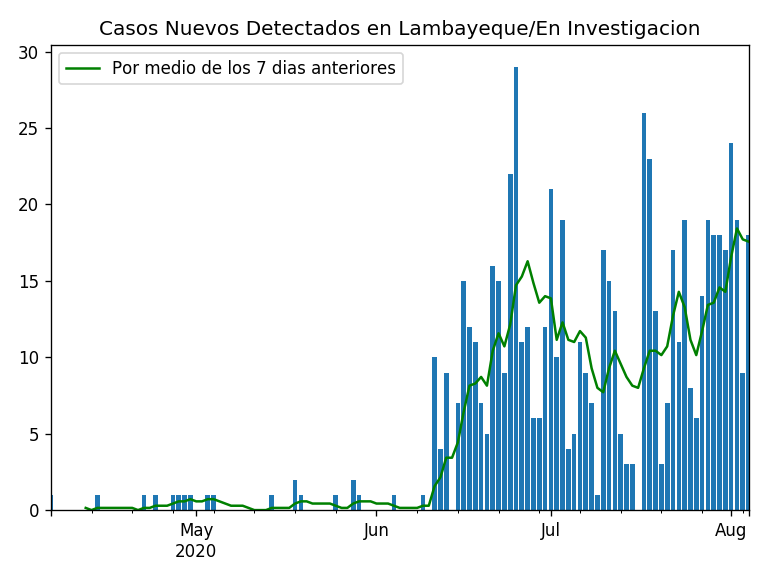 Casos Nuevos Detectados en Lambayeque/En Investigacion
Por medio de los 7 dias anteriores
30
25
20
15
10
5
0
May
2020
Jun
Jul
Aug